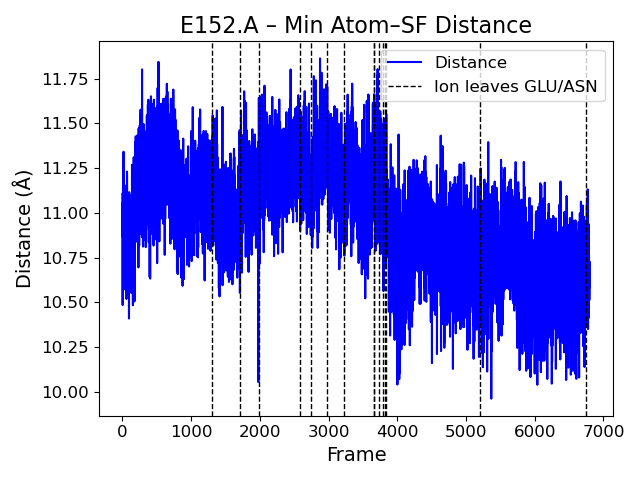 E152.A – Min Atom–SF Distance
Distance
Ion leaves GLU/ASN
Distance (Å)
11.75
11.50
11.25
11.00
10.75
10.50
10.25
10.00
0 1000 2000 3000 4000 5000 6000 7000
Frame